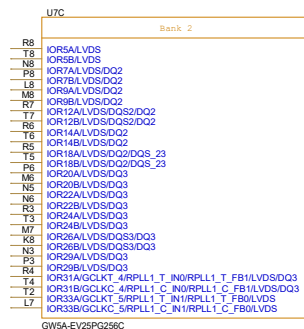 U7C
Bank 2
R8 IOR5A/LVDS
T8 IOR5B/LVDS
N8 IOR7A/LVDS/DQ2
P8 IOR7B/LVDS/DQ2
L8 IOR9A/LVDS/DQ2
M8 IOR9B/LVDS/DQ2
R7 IOR12A/LVDS/DQS2/DQ2
T7 IOR12B/LVDS/DQS2/DQ2
R6 IOR14A/LVDS/DQ2
T6 IOR14B/LVDS/DQ2
R5 IOR18A/LVDS/DQ2/DQS_23
T5 IOR18B/LVDS/DQ2/DQS_23
P6 IOR20A/LVDS/DQ3
M6 IOR20B/LVDS/DQ3
N5 IOR22A/LVDS/DQ3
N6 IOR22B/LVDS/DQ3
R3 IOR24A/LVDS/DQ3
T3 IOR24B/LVDS/DQ3
M7 IOR26A/LVDS/DQS3/DQ3
K8 IOR26B/LVDS/DQS3/DQ3
N3 IOR29A/LVDS/DQ3
P3 IOR29B/LVDS/DQ3
R4 IOR31A/GCLKT_4/RPLL1_T_IN0/RPLL1_T_FB1/LVDS/DQ3
T4 IOR31B/GCLKC_4/RPLL1_C_IN0/RPLL1_C_FB1/LVDS/DQ3
T2 IOR33A/GCLKT_5/RPLL1_T_IN1/RPLL1_T_FB0/LVDS
L7 IOR33B/GCLKC_5/RPLL1_C_IN1/RPLL1_C_FB0/LVDS
GW5A-EV25PG256C